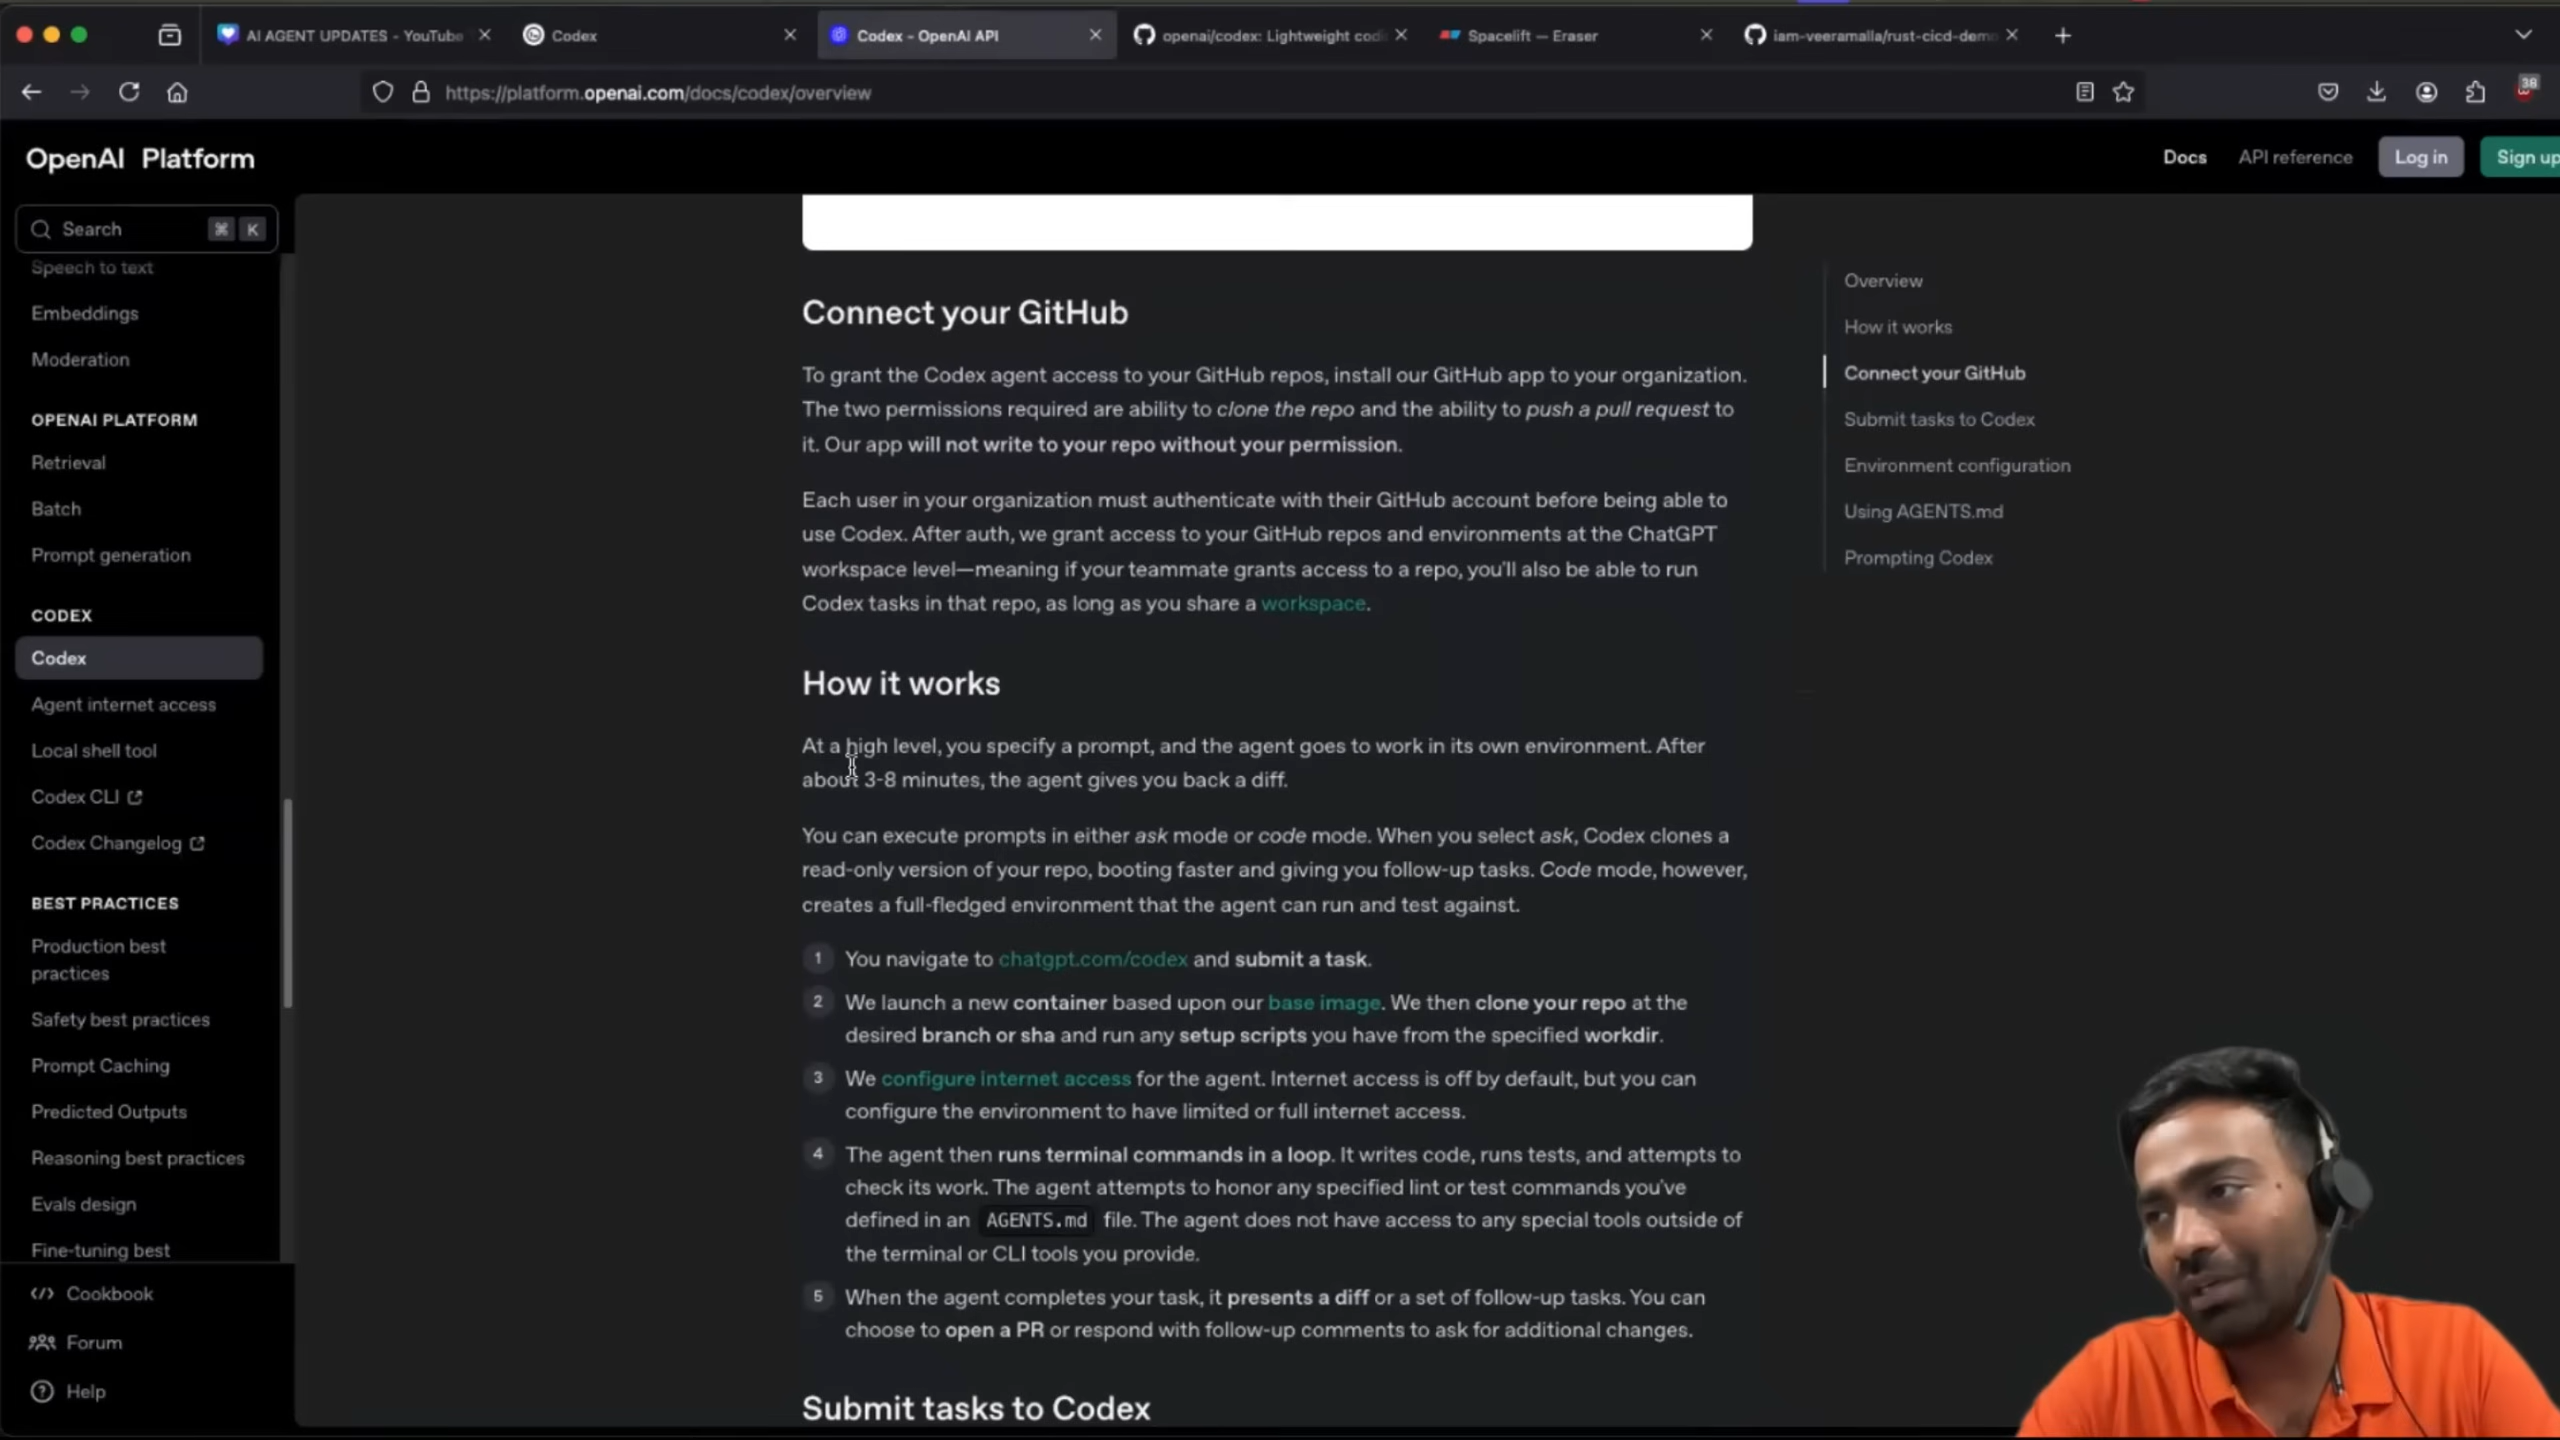 AI AGENT UPDATES - YouTube
Codex
Codex - OpenAI API
openai/codex: Lightweight codi
Spacelift — Eraser
iam-veeramalla/rust-cicd-demo
https://platform.openai.com/docs/codex/overview
38
OpenAI Platform
Docs
API reference
Log in
Sign up
Search ⌘ K
Speech to text
Embeddings
Moderation
OPENAI PLATFORM
Retrieval
Batch
Prompt generation
CODEX
Codex
Agent internet access
Local shell tool
Codex CLI
Codex Changelog
BEST PRACTICES
Production best
practices
Safety best practices
Prompt Caching
Predicted Outputs
Reasoning best practices
Evals design
Fine-tuning best
Cookbook
Forum
Help
Connect your GitHub
To grant the Codex agent access to your GitHub repos, install our GitHub app to your organization.
The two permissions required are ability to clone the repo and the ability to push a pull request to
it. Our app will not write to your repo without your permission.
Each user in your organization must authenticate with their GitHub account before being able to
use Codex. After auth, we grant access to your GitHub repos and environments at the ChatGPT
workspace level—meaning if your teammate grants access to a repo, you'll also be able to run
Codex tasks in that repo, as long as you share a workspace.
How it works
At a high level, you specify a prompt, and the agent goes to work in its own environment. After
about 3-8 minutes, the agent gives you back a diff.
You can execute prompts in either ask mode or code mode. When you select ask, Codex clones a
read-only version of your repo, booting faster and giving you follow-up tasks. Code mode, however,
creates a full-fledged environment that the agent can run and test against.
1 You navigate to chatgpt.com/codex and submit a task.
2 We launch a new container based upon our base image. We then clone your repo at the
desired branch or sha and run any setup scripts you have from the specified workdir.
3 We configure internet access for the agent. Internet access is off by default, but you can
configure the environment to have limited or full internet access.
4 The agent then runs terminal commands in a loop. It writes code, runs tests, and attempts to
check its work. The agent attempts to honor any specified lint or test commands you've
defined in an AGENTS.md file. The agent does not have access to any special tools outside of
the terminal or CLI tools you provide.
5 When the agent completes your task, it presents a diff or a set of follow-up tasks. You can
choose to open a PR or respond with follow-up comments to ask for additional changes.
Submit tasks to Codex
Overview
How it works
Connect your GitHub
Submit tasks to Codex
Environment configuration
Using AGENTS.md
Prompting Codex